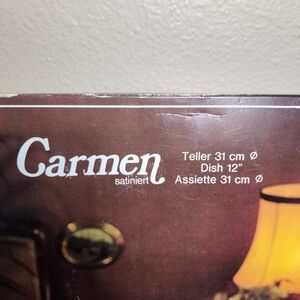 Carmen
satiniert
Teller 31 cm Ø
Dish 12"
Assiette 31 cm Ø